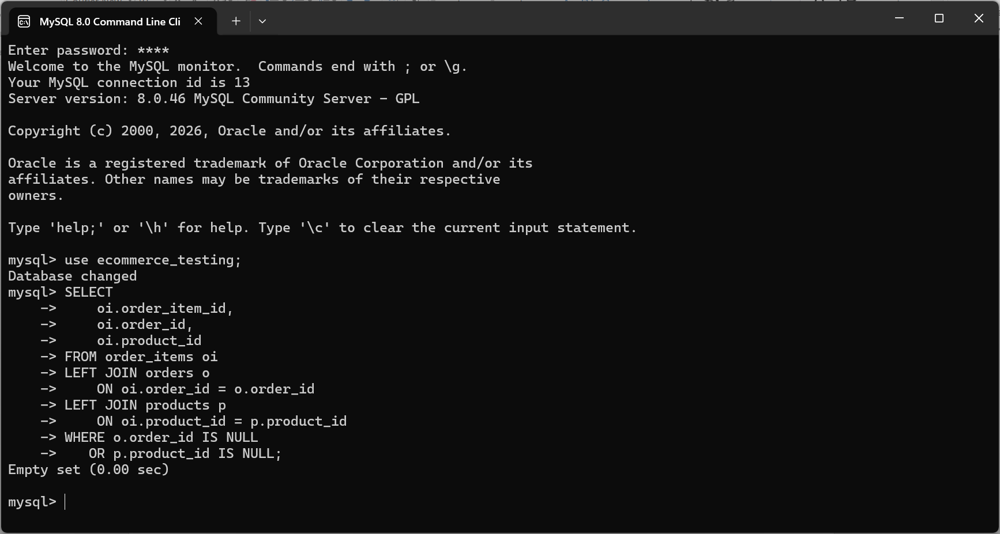 MySQL 8.0 Command Line Cli
Enter password: ****
Welcome to the MySQL monitor.  Commands end with ; or \g.
Your MySQL connection id is 13
Server version: 8.0.46 MySQL Community Server - GPL

Copyright (c) 2000, 2026, Oracle and/or its affiliates.

Oracle is a registered trademark of Oracle Corporation and/or its
affiliates. Other names may be trademarks of their respective
owners.

Type 'help;' or '\h' for help. Type '\c' to clear the current input statement.

mysql> use ecommerce_testing;
Database changed
mysql> SELECT
    ->     oi.order_item_id,
    ->     oi.order_id,
    ->     oi.product_id
    -> FROM order_items oi
    -> LEFT JOIN orders o
    ->     ON oi.order_id = o.order_id
    -> LEFT JOIN products p
    ->     ON oi.product_id = p.product_id
    -> WHERE o.order_id IS NULL
    ->    OR p.product_id IS NULL;
Empty set (0.00 sec)

mysql>